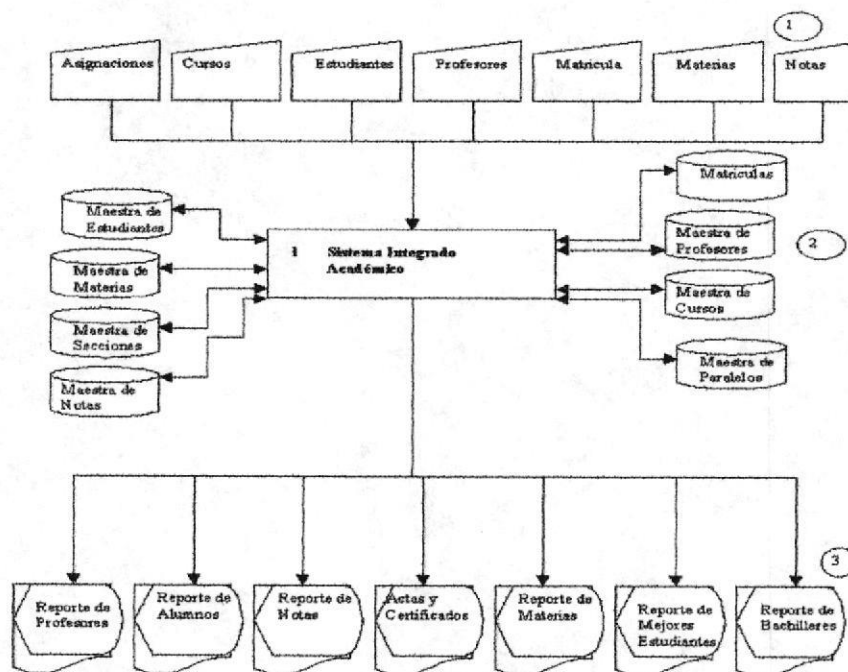 1
Asignaciones
Cursos
Estudiantes
Profesores
Matricula
Materias
Notas
Matriculas
Maestra de
Estudiantes
Maestra de
Profesores
2
1 Sistema Integrado
Académico
Maestra de
Materias
Maestra de
Cursos
Maestra de
Secciones
Maestra de
Paralelos
Maestra de
Notas
3
Reporte de
Profesores
Reporte de
Alumnos
Reporte de
Notas
Actas y
Certificados
Reporte de
Materias
Reporte de
Mejores
Estudiantes
Reporte de
Bachilleres